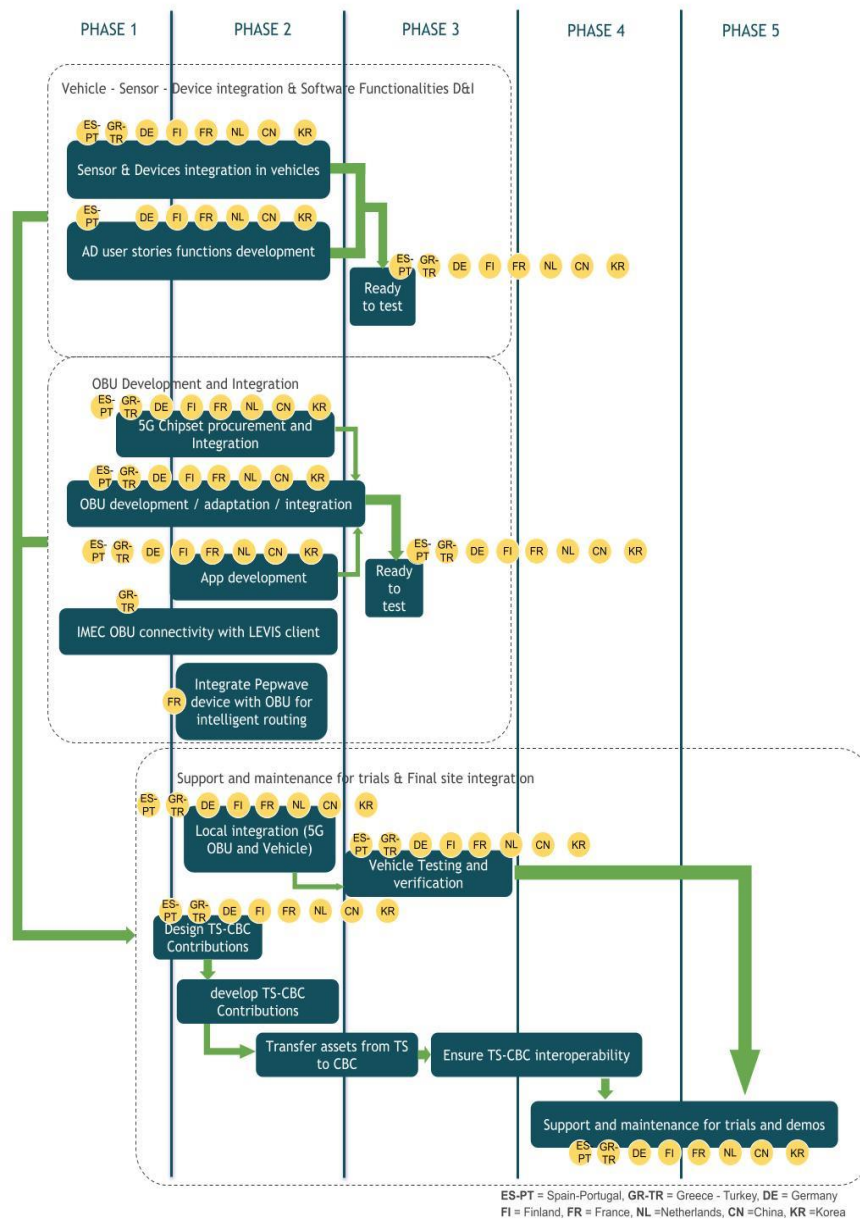 PHASE 1 PHASE 2 PHASE 3 PHASE 4 PHASE 5
Vehicle - Sensor - Device integration & Software Functionalities D&I
ES-PT GR-TR DE FI FR NL CN KR
Sensor & Devices integration in vehicles
ES-PT DE FI FR NL CN KR
AD user stories functions development
ES-PT GR-TR DE FI FR NL CN KR
Ready
to test
OBU Development and Integration
ES-PT GR-TR DE FI FR NL CN KR
5G Chipset procurement and
Integration
ES-PT GR-TR DE FI FR NL CN KR
OBU development / adaptation / integration
ES-PT GR-TR DE FI FR NL CN KR
App development
ES-PT GR-TR DE FI FR NL CN KR
Ready
to
test
GR-TR
IMEC OBU connectivity with LEVIS client
FR
Integrate Pepwave
device with OBU for
intelligent routing
Support and maintenance for trials & Final site integration
ES-PT GR-TR DE FI FR NL CN KR
Local integration (5G
OBU and Vehicle)
ES-PT GR-TR DE FI FR NL CN KR
Vehicle Testing and
verification
ES-PT GR-TR DE FI FR NL CN KR
Design TS-CBC
Contributions
develop TS-CBC
Contributions
Transfer assets from TS
to CBC
Ensure TS-CBC interoperability
Support and maintenance for trials and demos
ES-PT GR-TR DE FI FR NL CN KR
ES-PT = Spain-Portugal, GR-TR = Greece - Turkey, DE = Germany
FI = Finland, FR = France, NL =Netherlands, CN =China, KR =Korea